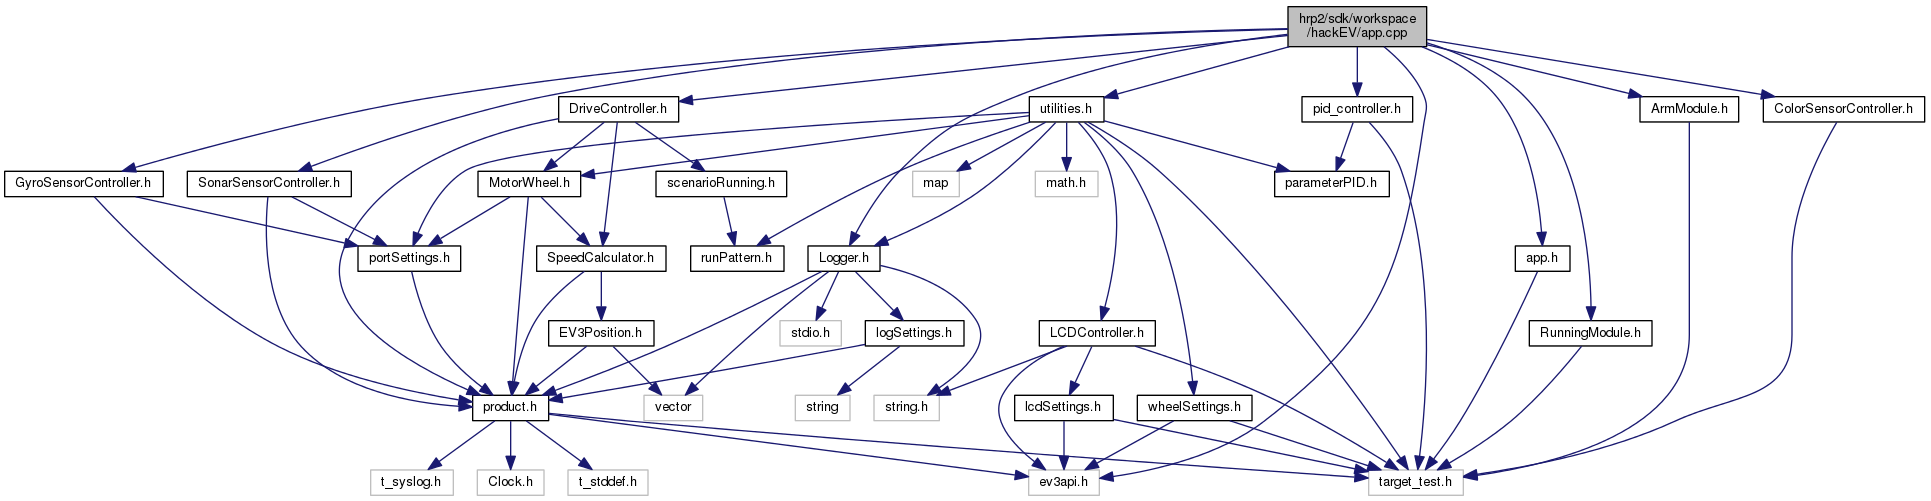 hrp2/sdk/workspace
/hackEV/app.cpp
DriveController.h
utilities.h
pid_controller.h
ArmModule.h
ColorSensorController.h
GyroSensorController.h
SonarSensorController.h
MotorWheel.h
scenarioRunning.h
map
math.h
parameterPID.h
portSettings.h
SpeedCalculator.h
runPattern.h
Logger.h
app.h
EV3Position.h
stdio.h
logSettings.h
LCDController.h
RunningModule.h
product.h
vector
string
string.h
lcdSettings.h
wheelSettings.h
t_syslog.h
Clock.h
t_stddef.h
ev3api.h
target_test.h